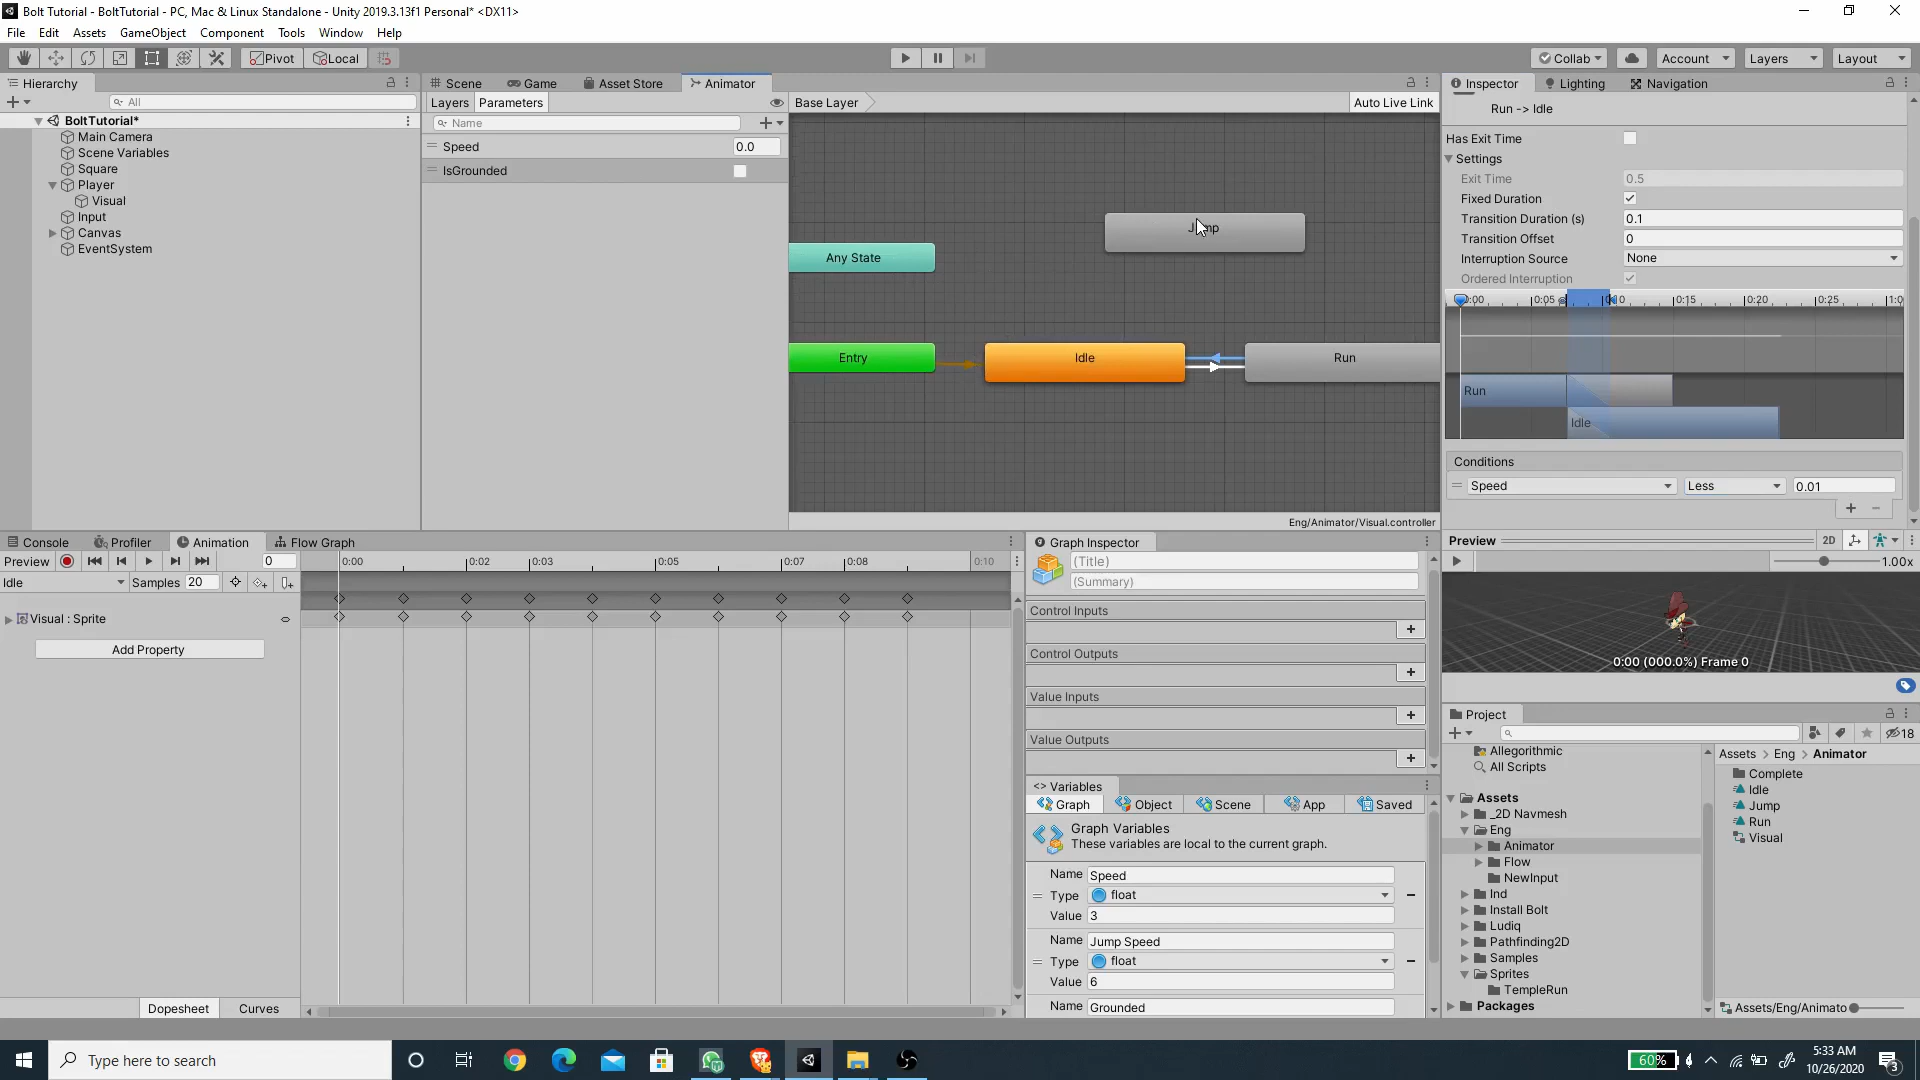 Bolt Tutorial - BoltTutorial - PC, Mac & Linux Standalone - Unity 2019.3.13f1 Personal* <DX11>
File Edit Assets GameObject Component Tools Window Help
Pivot Local Collab Account Layers Layout
Hierarchy
All
BoltTutorial*
Main Camera
Scene Variables
Square
Player
Visual
Input
Canvas
EventSystem
Scene Game Asset Store Animator
Layers Parameters Base Layer Auto Live Link
Name
Speed 0.0
IsGrounded
Any State
Entry
Idle
Run
Eng/Animator/Visual.controller
Inspector Lighting Navigation
Run -> Idle
Has Exit Time
Settings
Exit Time 0.5
Fixed Duration
Transition Duration (s) 0.1
Transition Offset 0
Interruption Source None
Ordered Interruption
0:05 0:15 0:20 0:25
Run
Idle
Conditions
Speed Less 0.01
Preview 2D
1.00x
0:00 (000.0%) Frame 0
Console Profiler Animation Flow Graph
Preview 0 0:00 0:02 0:03 0:05 0:07 0:08 0:10
Idle Samples 20
Visual : Sprite
Add Property
Dopesheet Curves
Graph Inspector
(Title)
(Summary)
Control Inputs
Control Outputs
Value Inputs
Value Outputs
Variables
Graph Object Scene App Saved
Graph Variables
These variables are local to the current graph.
Name Speed
Type float
Value 3
Name Jump Speed
Type float
Value 6
Name Grounded
Project
18
Allegorithmic
All Scripts
Assets
_2D Navmesh
Eng
Animator
Flow
NewInput
Ind
Install Bolt
Ludiq
Pathfinding2D
Samples
Sprites
TempleRun
Packages
Assets > Eng > Animator
Complete
Idle
Jump
Run
Visual
Assets/Eng/Animato
Type here to search
60%
5:33 AM
10/26/2020
3